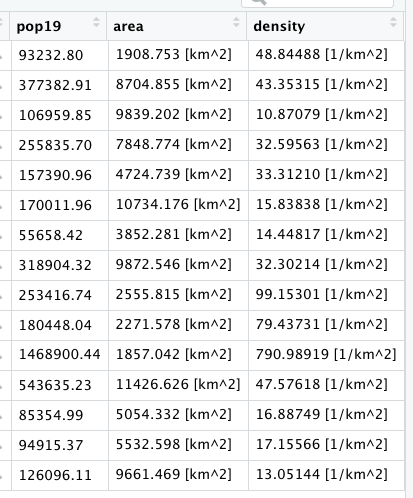 pop19 area density
93232.80 1908.753 [km^2] 48.84488 [1/km^2]
377382.91 8704.855 [km^2] 43.35315 [1/km^2]
106959.85 9839.202 [km^2] 10.87079 [1/km^2]
255835.70 7848.774 [km^2] 32.59563 [1/km^2]
157390.96 4724.739 [km^2] 33.31210 [1/km^2]
170011.96 10734.176 [km^2] 15.83838 [1/km^2]
55658.42 3852.281 [km^2] 14.44817 [1/km^2]
318904.32 9872.546 [km^2] 32.30214 [1/km^2]
253416.74 2555.815 [km^2] 99.15301 [1/km^2]
180448.04 2271.578 [km^2] 79.43731 [1/km^2]
1468900.44 1857.042 [km^2] 790.98919 [1/km^2]
543635.23 11426.626 [km^2] 47.57618 [1/km^2]
85354.99 5054.332 [km^2] 16.88749 [1/km^2]
94915.37 5532.598 [km^2] 17.15566 [1/km^2]
126096.11 9661.469 [km^2] 13.05144 [1/km^2]